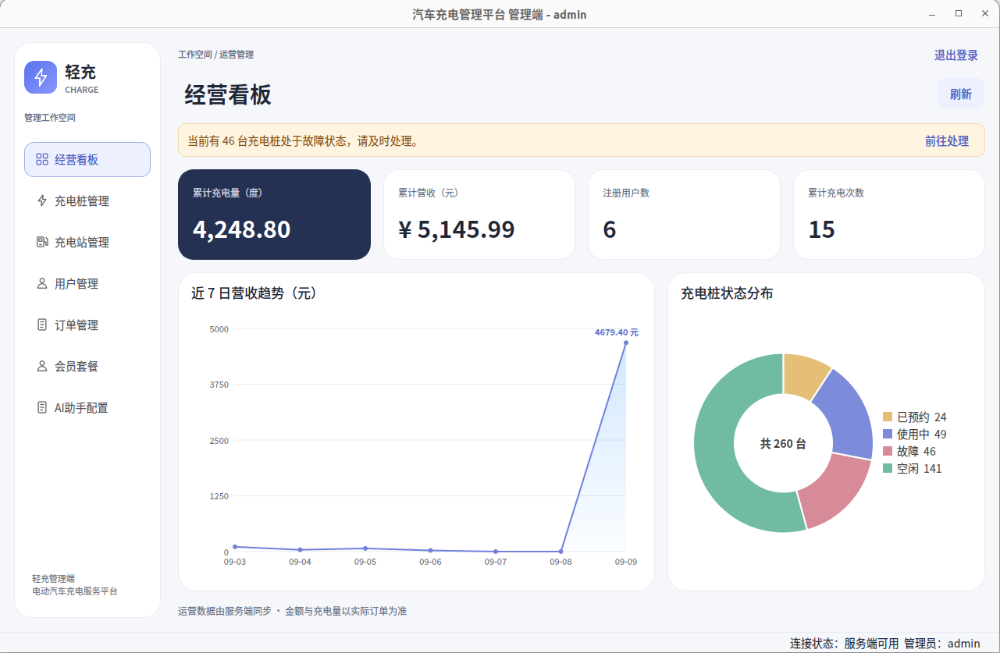 汽车充电管理平台 管理端 - admin
轻充
CHARGE
管理工作空间
经营看板
充电桩管理
充电站管理
用户管理
订单管理
会员套餐
AI助手配置
轻充管理端
电动汽车充电服务平台
工作空间 / 运营管理
退出登录
经营看板
刷新
当前有 46 台充电桩处于故障状态，请及时处理。
前往处理
累计充电量（度）
4,248.80
累计营收（元）
¥ 5,145.99
注册用户数
6
累计充电次数
15
近 7 日营收趋势（元）
5000
3750
2500
1250
0
4679.40 元
09-03
09-04
09-05
09-06
09-07
09-08
09-09
充电桩状态分布
共 260 台
已预约 24
使用中 49
故障 46
空闲 141
运营数据由服务端同步 · 金额与充电量以实际订单为准
连接状态：服务端可用 管理员：admin